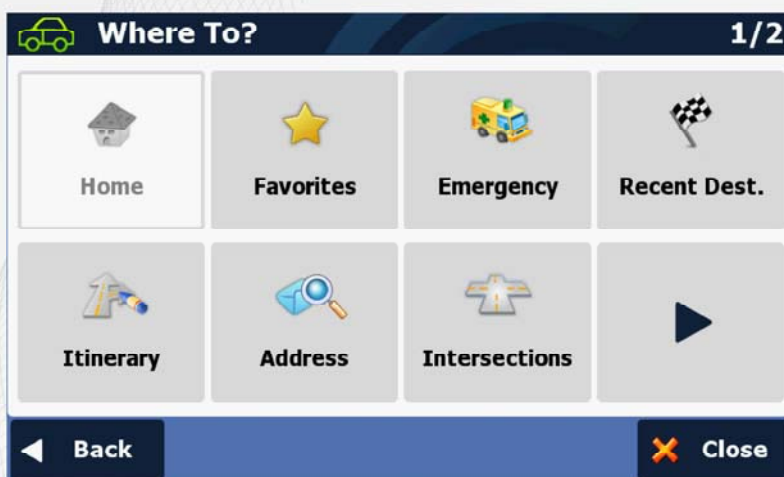 Where To? 1/2
Home Favorites Emergency Recent Dest.
Itinerary Address Intersections
Back Close